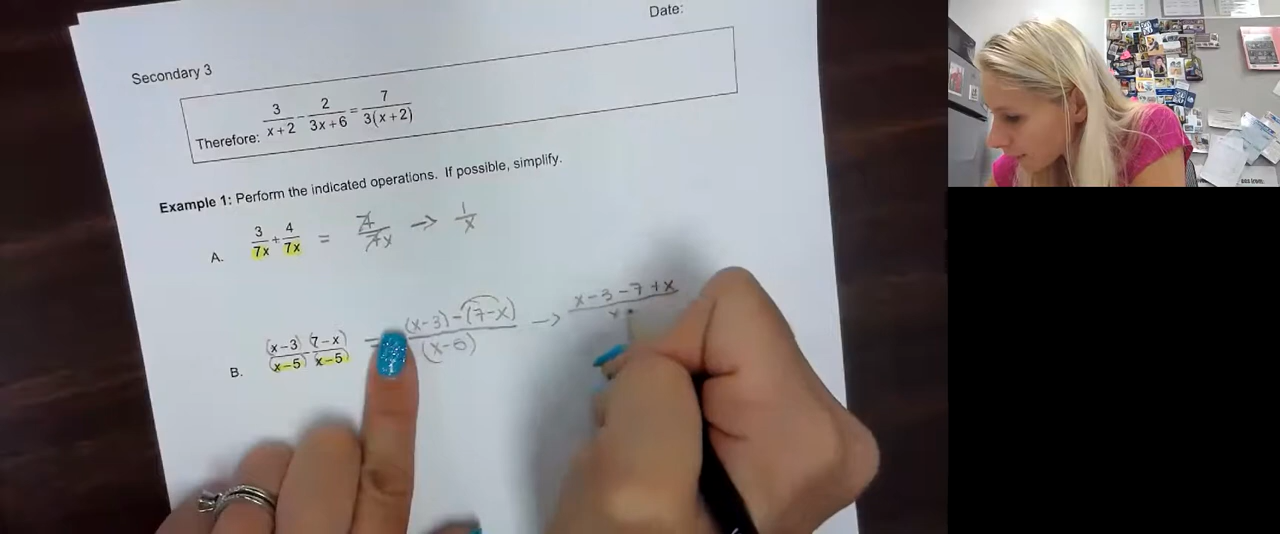 Date:
Secondary 3
Therefore: 3/(x+2) - 2/(3x+6) = 7/(3(x+2))
Example 1: Perform the indicated operations. If possible, simplify.
A. 3/7x + 4/7x = 7/7x → 1/x
B. (x-3)/(x-5) - (7-x)/(x-5) = (x-3)-(7-x)/(x-5) → x-3-7+x/x